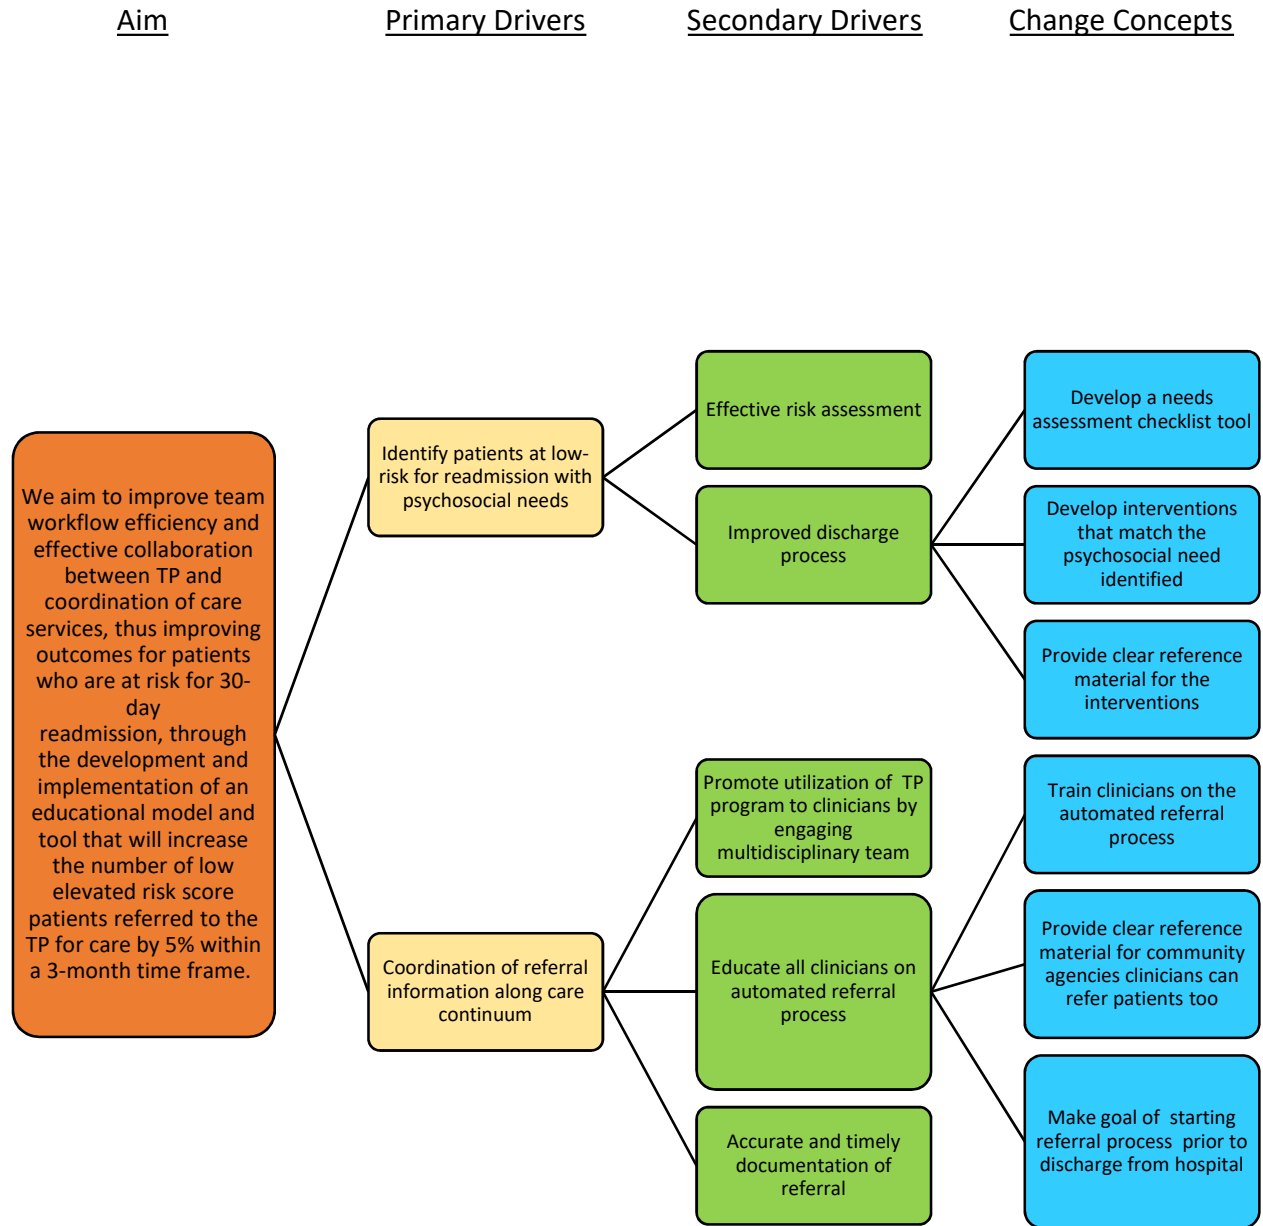 Aim
Primary Drivers
Secondary Drivers
Change Concepts
We aim to improve team
workflow efficiency and
effective collaboration
between TP and
coordination of care
services, thus improving
outcomes for patients
who are at risk for 30-
day
readmission, through
the development and
implementation of an
educational model and
tool that will increase
the number of low
elevated risk score
patients referred to the
TP for care by 5% within
a 3-month time frame.
Identify patients at low-
risk for readmission with
psychosocial needs
Effective risk assessment
Improved discharge
process
Develop a needs
assessment checklist tool
Develop interventions
that match the
psychosocial need
identified
Provide clear reference
material for the
interventions
Coordination of referral
information along care
continuum
Promote utilization of TP
program to clinicians by
engaging
multidisciplinary team
Educate all clinicians on
automated referral
process
Accurate and timely
documentation of
referral
Train clinicians on the
automated referral
process
Provide clear reference
material for community
agencies clinicians can
refer patients too
Make goal of starting
referral process prior to
discharge from hospital